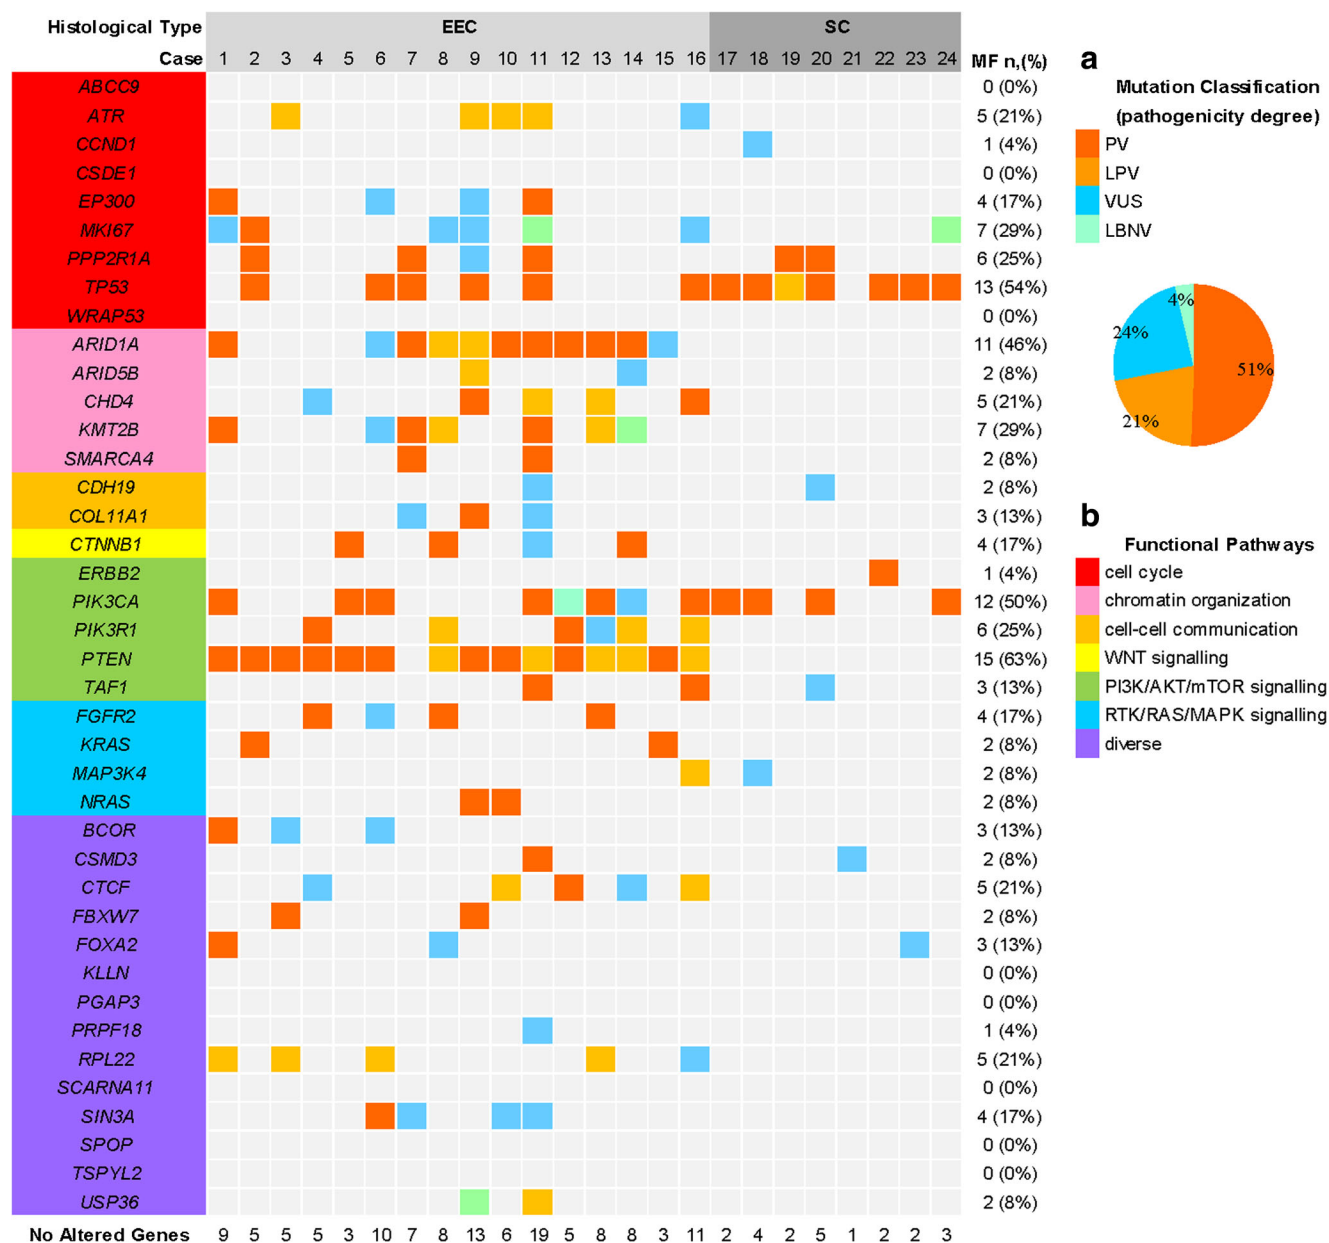 Histological Type EEC SC
Case 1 2 3 4 5 6 7 8 9 10 11 12 13 14 15 16 17 18 19 20 21 22 23 24 MF n,(%)
ABCC9 0 (0%)
ATR 5 (21%)
CCND1 1 (4%)
CSDE1 0 (0%)
EP300 4 (17%)
MKI67 7 (29%)
PPP2R1A 6 (25%)
TP53 13 (54%)
WRAP53 0 (0%)
ARID1A 11 (46%)
ARID5B 2 (8%)
CHD4 5 (21%)
KMT2B 7 (29%)
SMARCA4 2 (8%)
CDH19 2 (8%)
COL11A1 3 (13%)
CTNNB1 4 (17%)
ERBB2 1 (4%)
PIK3CA 12 (50%)
PIK3R1 6 (25%)
PTEN 15 (63%)
TAF1 3 (13%)
FGFR2 4 (17%)
KRAS 2 (8%)
MAP3K4 2 (8%)
NRAS 2 (8%)
BCOR 3 (13%)
CSMD3 2 (8%)
CTCF 5 (21%)
FBXW7 2 (8%)
FOXA2 3 (13%)
KLLN 0 (0%)
PGAP3 0 (0%)
PRPF18 1 (4%)
RPL22 5 (21%)
SCARNA11 0 (0%)
SIN3A 4 (17%)
SPOP 0 (0%)
TSPYL2 0 (0%)
USP36 2 (8%)
No Altered Genes 9 5 5 5 3 10 7 8 13 6 19 5 8 8 3 11 2 4 2 5 1 2 2 3
a
Mutation Classification
(pathogenicity degree)
PV
LPV
VUS
LBNV
4%
24%
51%
21%
b
Functional Pathways
cell cycle
chromatin organization
cell-cell communication
WNT signalling
PI3K/AKT/mTOR signalling
RTK/RAS/MAPK signalling
diverse